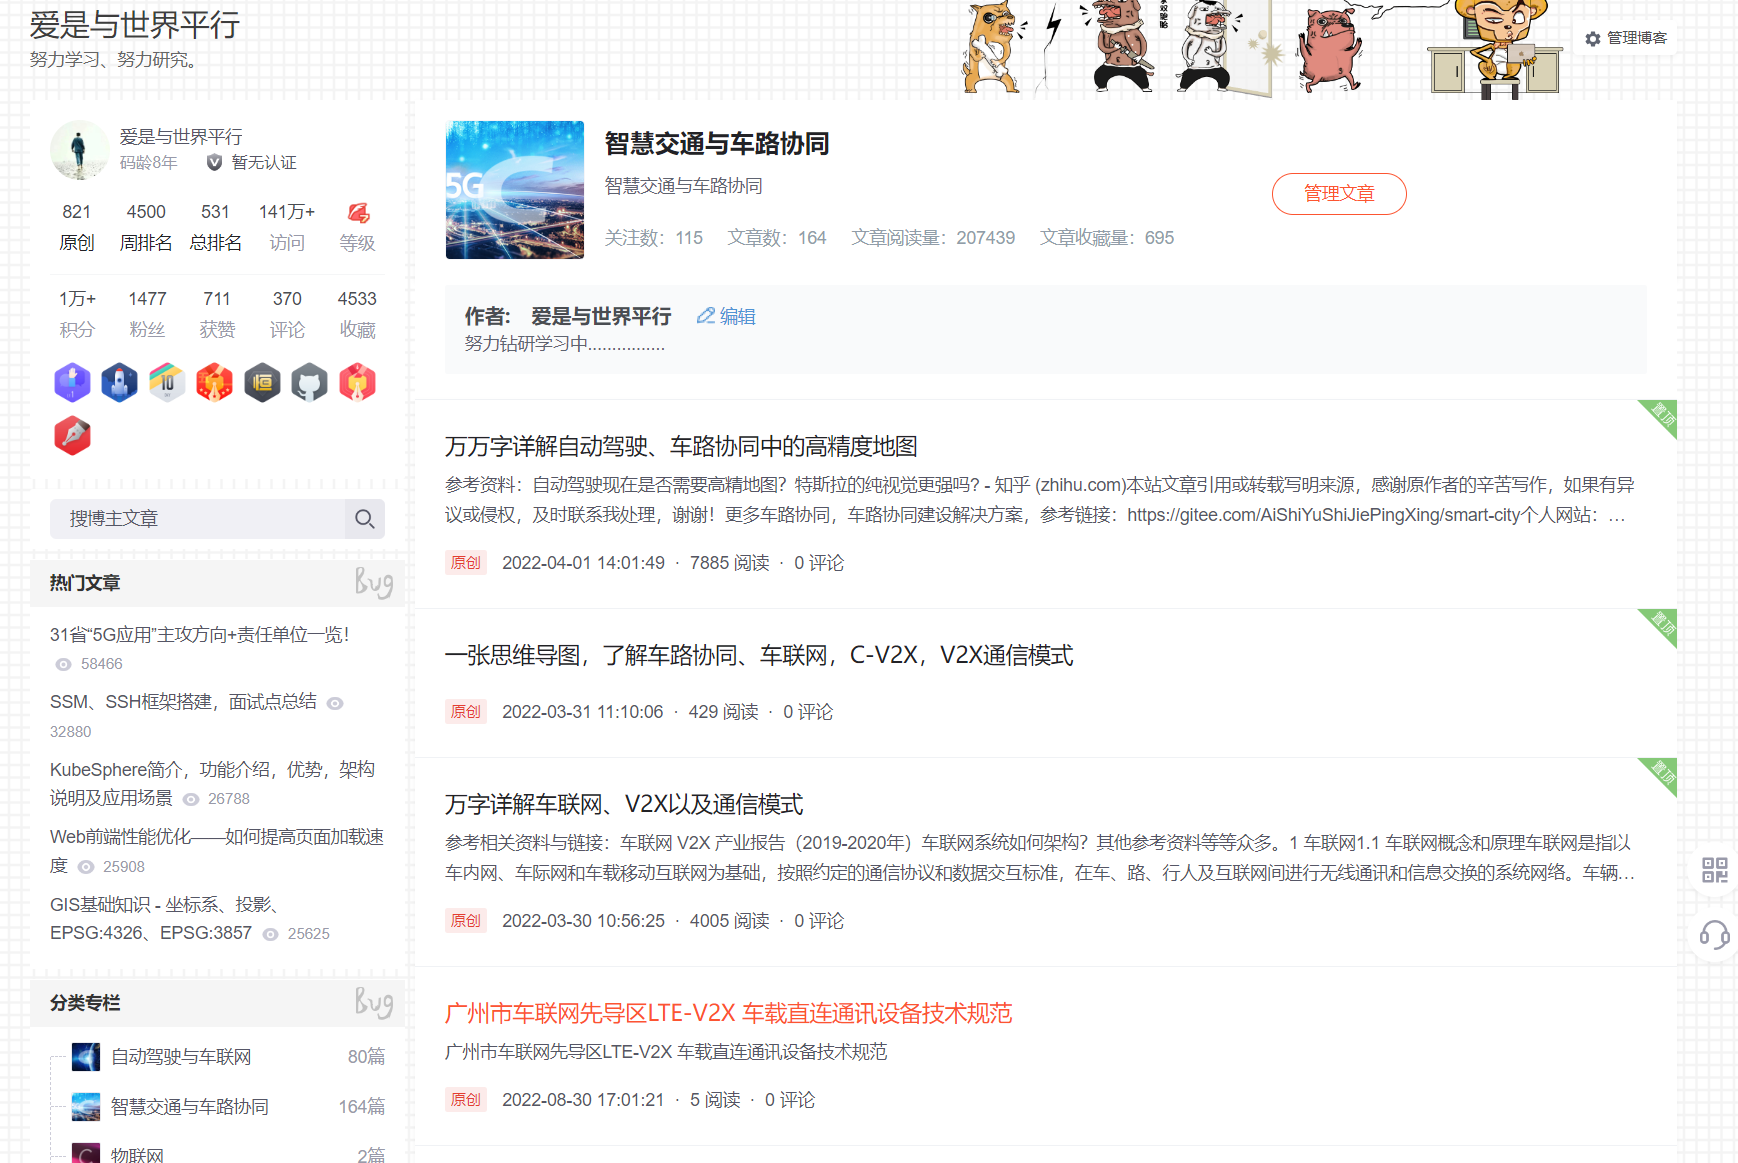 爱是与世界平行
努力学习、努力研究。
管理博客
爱是与世界平行
码龄8年 暂无认证
821 4500 531 141万+
原创 周排名 总排名 访问 等级
1万+ 1477 711 370 4533
积分 粉丝 获赞 评论 收藏
10
搜博主文章
热门文章
Bug
31省“5G应用”主攻方向+责任单位一览！
58466
SSM、SSH框架搭建，面试点总结
32880
KubeSphere简介，功能介绍，优势，架构
说明及应用场景 26788
Web前端性能优化——如何提高页面加载速
度 25908
GIS基础知识 - 坐标系、投影、
EPSG:4326、EPSG:3857 25625
分类专栏
Bug
自动驾驶与车联网 80篇
智慧交通与车路协同 164篇
物联网 2篇
5G
智慧交通与车路协同
智慧交通与车路协同
管理文章
关注数：115 文章数：164 文章阅读量：207439 文章收藏量：695
作者： 爱是与世界平行 编辑
努力钻研学习中................
置顶
万万字详解自动驾驶、车路协同中的高精度地图
参考资料：自动驾驶现在是否需要高精地图？特斯拉的纯视觉更强吗? - 知乎 (zhihu.com)本站文章引用或转载写明来源，感谢原作者的辛苦写作，如果有异
议或侵权，及时联系我处理，谢谢！更多车路协同，车路协同建设解决方案，参考链接：https://gitee.com/AiShiYuShiJiePingXing/smart-city个人网站：…
原创 2022-04-01 14:01:49 · 7885 阅读 · 0 评论
置顶
一张思维导图，了解车路协同、车联网，C-V2X，V2X通信模式
原创 2022-03-31 11:10:06 · 429 阅读 · 0 评论
置顶
万字详解车联网、V2X以及通信模式
参考相关资料与链接：车联网 V2X 产业报告（2019-2020年）车联网系统如何架构？其他参考资料等等众多。1 车联网1.1 车联网概念和原理车联网是指以
车内网、车际网和车载移动互联网为基础，按照约定的通信协议和数据交互标准，在车、路、行人及互联网间进行无线通讯和信息交换的系统网络。车辆…
原创 2022-03-30 10:56:25 · 4005 阅读 · 0 评论
广州市车联网先导区LTE-V2X 车载直连通讯设备技术规范
广州市车联网先导区LTE-V2X 车载直连通讯设备技术规范
原创 2022-08-30 17:01:21 · 5 阅读 · 0 评论